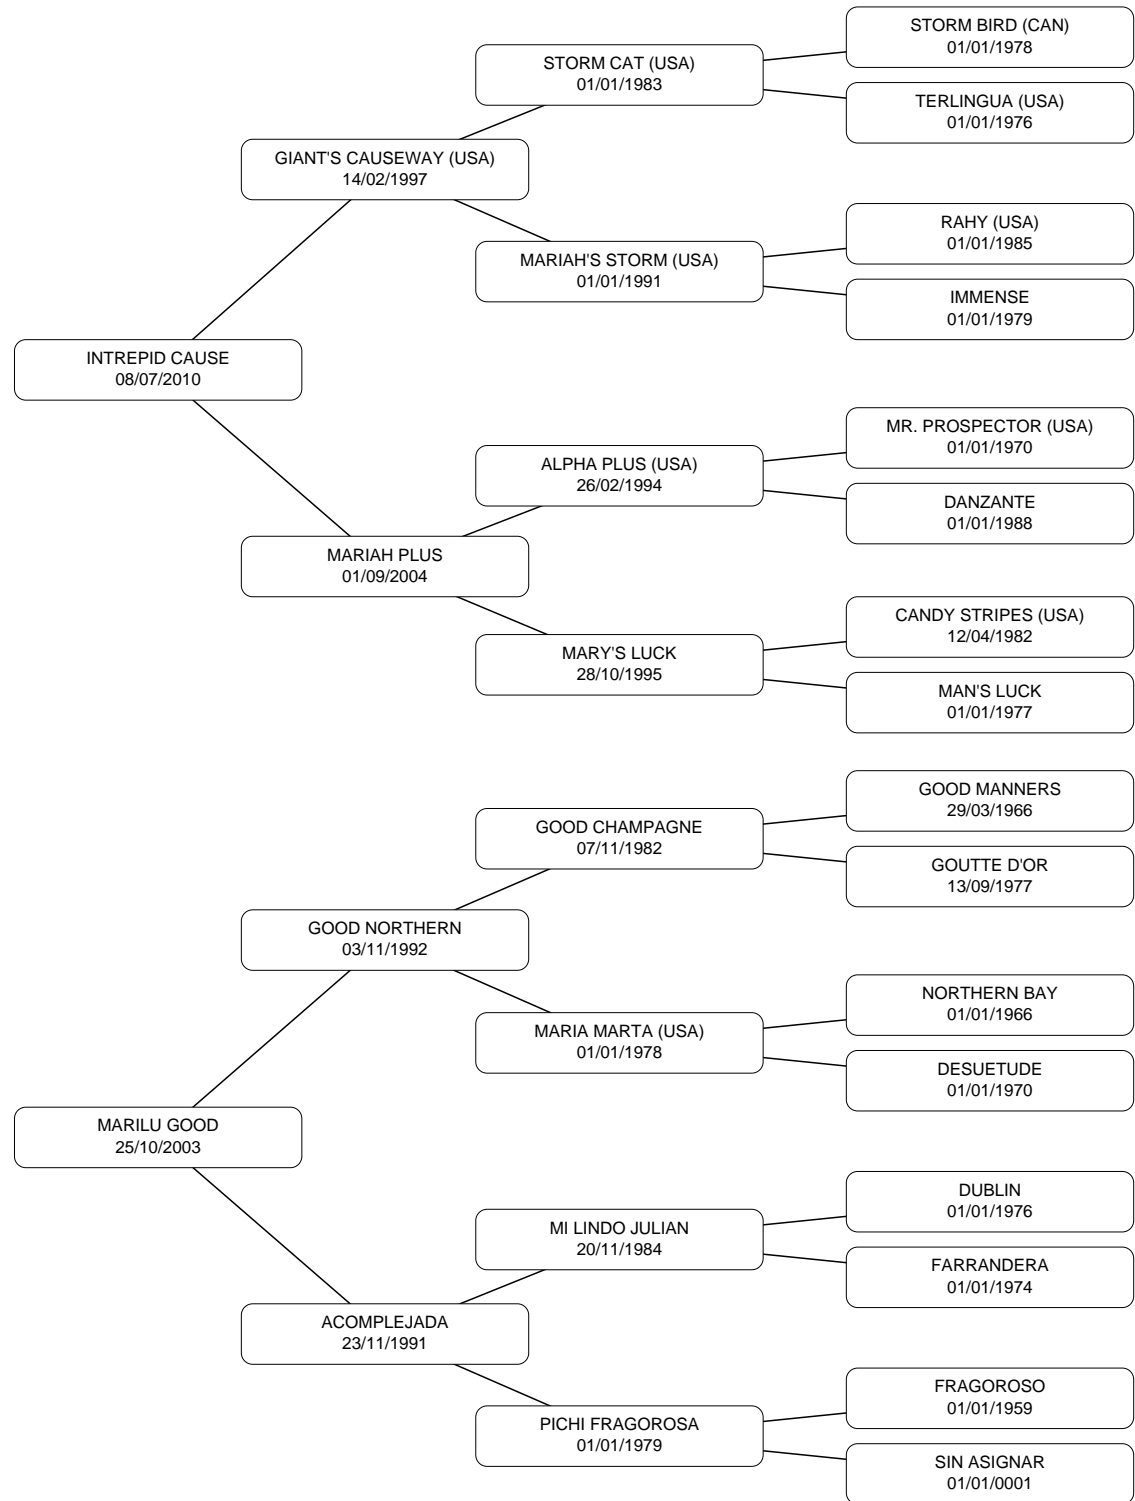 STORM BIRD (CAN)
01/01/1978
STORM CAT (USA)
01/01/1983
TERLINGUA (USA)
01/01/1976
GIANT'S CAUSEWAY (USA)
14/02/1997
RAHY (USA)
01/01/1985
MARIAH'S STORM (USA)
01/01/1991
IMMENSE
01/01/1979
INTREPID CAUSE
08/07/2010
MR. PROSPECTOR (USA)
01/01/1970
ALPHA PLUS (USA)
26/02/1994
DANZANTE
01/01/1988
MARIAH PLUS
01/09/2004
CANDY STRIPES (USA)
12/04/1982
MARY'S LUCK
28/10/1995
MAN'S LUCK
01/01/1977
GOOD MANNERS
29/03/1966
GOOD CHAMPAGNE
07/11/1982
GOUTTE D'OR
13/09/1977
GOOD NORTHERN
03/11/1992
NORTHERN BAY
01/01/1966
MARIA MARTA (USA)
01/01/1978
DESUETUDE
01/01/1970
MARILU GOOD
25/10/2003
DUBLIN
01/01/1976
MI LINDO JULIAN
20/11/1984
FARRANDERA
01/01/1974
ACOMPLEJADA
23/11/1991
FRAGOROSO
01/01/1959
PICHI FRAGOROSA
01/01/1979
SIN ASIGNAR
01/01/0001